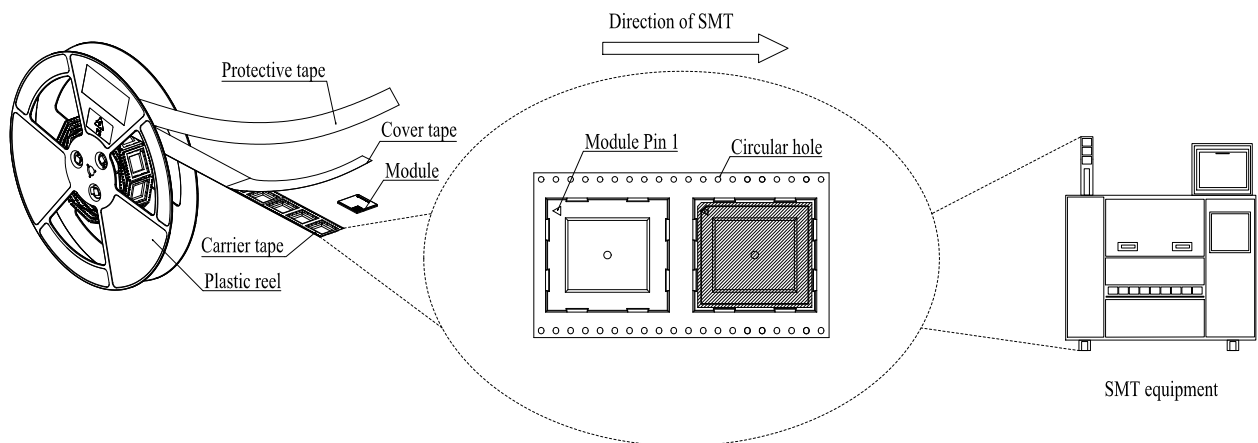 Direction of SMT
Protective tape
Cover tape
Module
Module Pin 1
Circular hole
Carrier tape
Plastic reel
SMT equipment